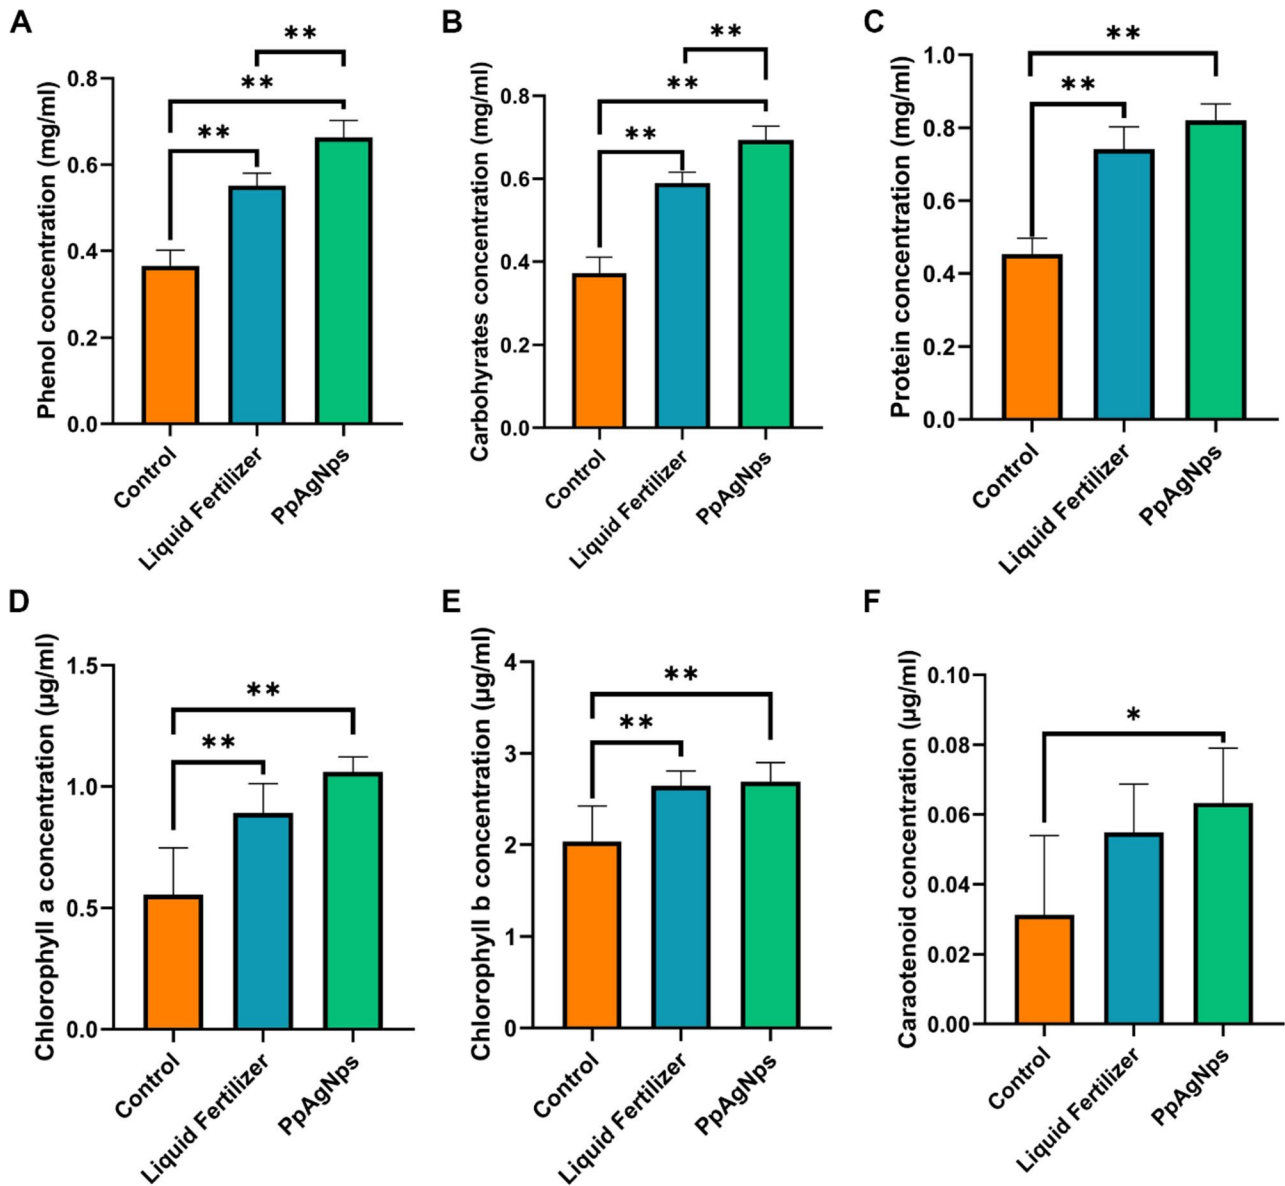 A
Phenol concentration (mg/ml)
0.8
0.6
0.4
0.2
0.0
**
**
**
Control
Liquid Fertilizer
PpAgNps
B
Carbohyrates concentration (mg/ml)
0.8
0.6
0.4
0.2
0.0
**
**
**
Control
Liquid Fertilizer
PpAgNps
C
Protein concentration (mg/ml)
1.0
0.8
0.6
0.4
0.2
0.0
**
**
Control
Liquid Fertilizer
PpAgNps
D
Chlorophyll a concentration (µg/ml)
1.5
1.0
0.5
0.0
**
**
Control
Liquid Fertilizer
PpAgNps
E
Chlorophyll b concentration (µg/ml)
4
3
2
1
0
**
**
Control
Liquid Fertilizer
PpAgNps
F
Caraotenoid concentration (µg/ml)
0.10
0.08
0.06
0.04
0.02
0.00
*
Control
Liquid Fertilizer
PpAgNps